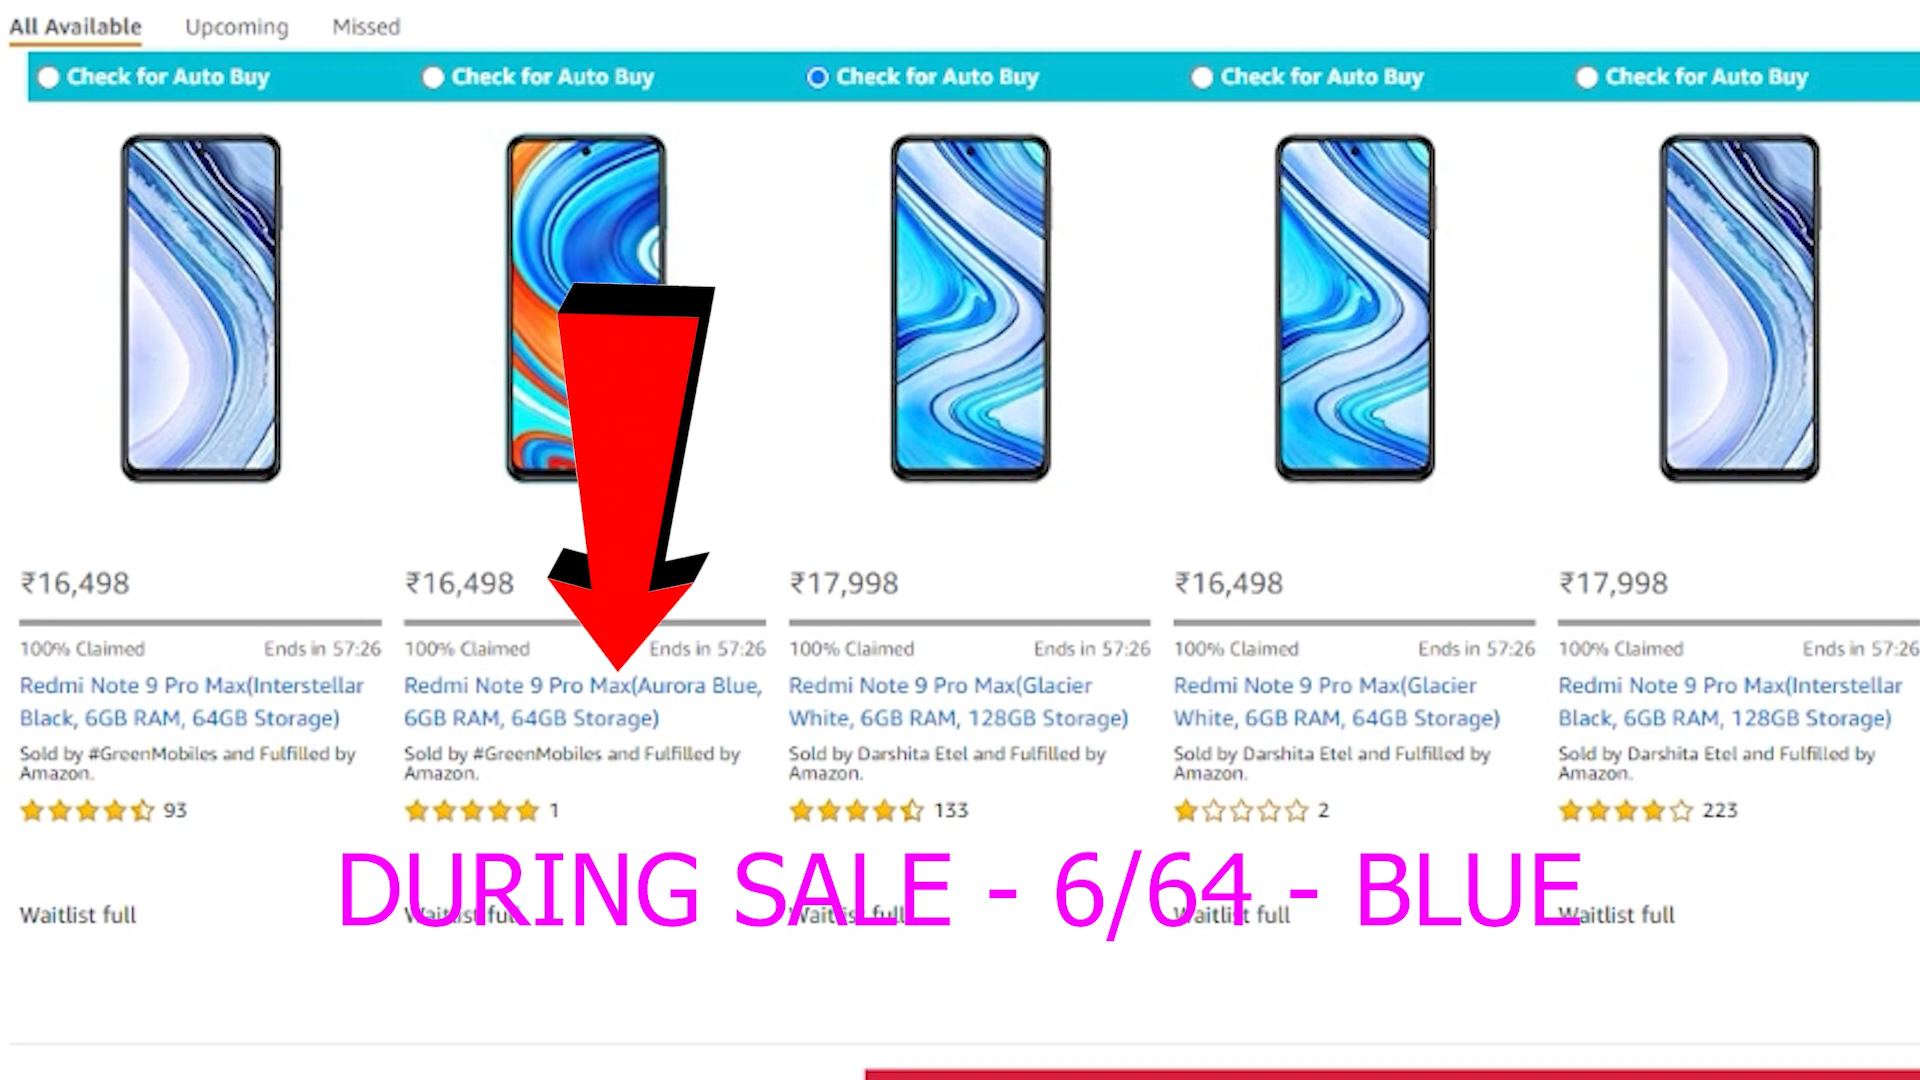 All Available Upcoming Missed
Check for Auto Buy Check for Auto Buy Check for Auto Buy Check for Auto Buy Check for Auto Buy
₹16,498 ₹16,498 ₹17,998 ₹16,498 ₹17,998
100% Claimed Ends in 57:26 100% Claimed Ends in 57:26 100% Claimed Ends in 57:26 100% Claimed Ends in 57:26 100% Claimed Ends in 57:26
Redmi Note 9 Pro Max(Interstellar
Black, 6GB RAM, 64GB Storage)
Sold by #GreenMobiles and Fulfilled by
Amazon.
93
Waitlist full
Redmi Note 9 Pro Max(Aurora Blue,
6GB RAM, 64GB Storage)
Sold by #GreenMobiles and Fulfilled by
Amazon.
1
Waitlist full
Redmi Note 9 Pro Max(Glacier
White, 6GB RAM, 128GB Storage)
Sold by Darshita Etel and Fulfilled by
Amazon.
133
Waitlist full
Redmi Note 9 Pro Max(Glacier
White, 6GB RAM, 64GB Storage)
Sold by Darshita Etel and Fulfilled by
Amazon.
2
Waitlist full
Redmi Note 9 Pro Max(Interstellar
Black, 6GB RAM, 128GB Storage)
Sold by Darshita Etel and Fulfilled by
Amazon.
223
Waitlist full
DURING SALE - 6/64 - BLUE